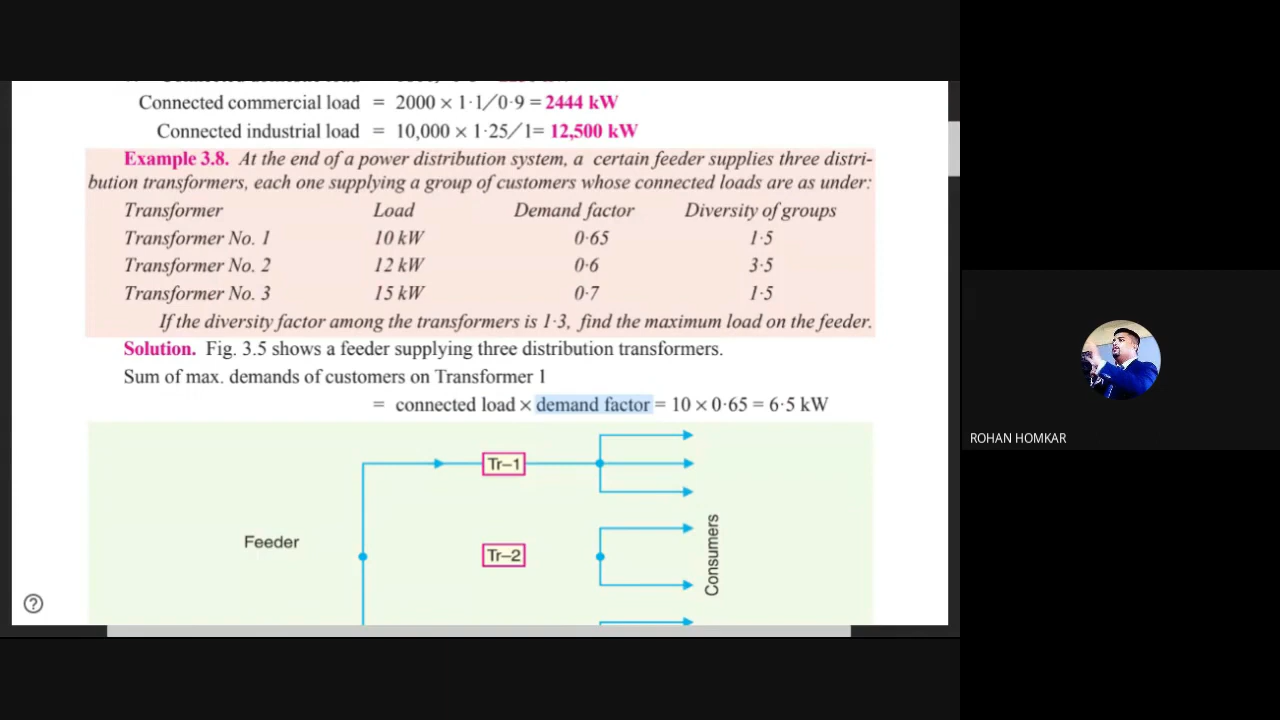 Connected commercial load = 2000 × 1·1/0·9 = 2444 kW
Connected industrial load = 10,000 × 1·25/1= 12,500 kW
Example 3.8. At the end of a power distribution system, a certain feeder supplies three distri-
bution transformers, each one supplying a group of customers whose connected loads are as under:
Transformer Load Demand factor Diversity of groups
Transformer No. 1 10 kW 0·65 1·5
Transformer No. 2 12 kW 0·6 3·5
Transformer No. 3 15 kW 0·7 1·5
If the diversity factor among the transformers is 1·3, find the maximum load on the feeder.
Solution. Fig. 3.5 shows a feeder supplying three distribution transformers.
Sum of max. demands of customers on Transformer 1
= connected load × demand factor = 10 × 0·65 = 6·5 kW
Tr–1
Feeder
Tr–2
Consumers
ROHAN HOMKAR